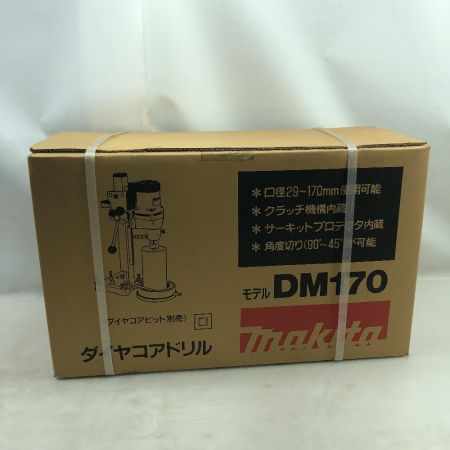 ＊口径29〜170mm使用可能
＊クラッチ機構内蔵
＊サーキットプロテクタ内蔵
＊角度切り(90°〜45°)が可能
モデル DM170
(ダイヤコアビット別売)
ダイヤコアドリル
makita